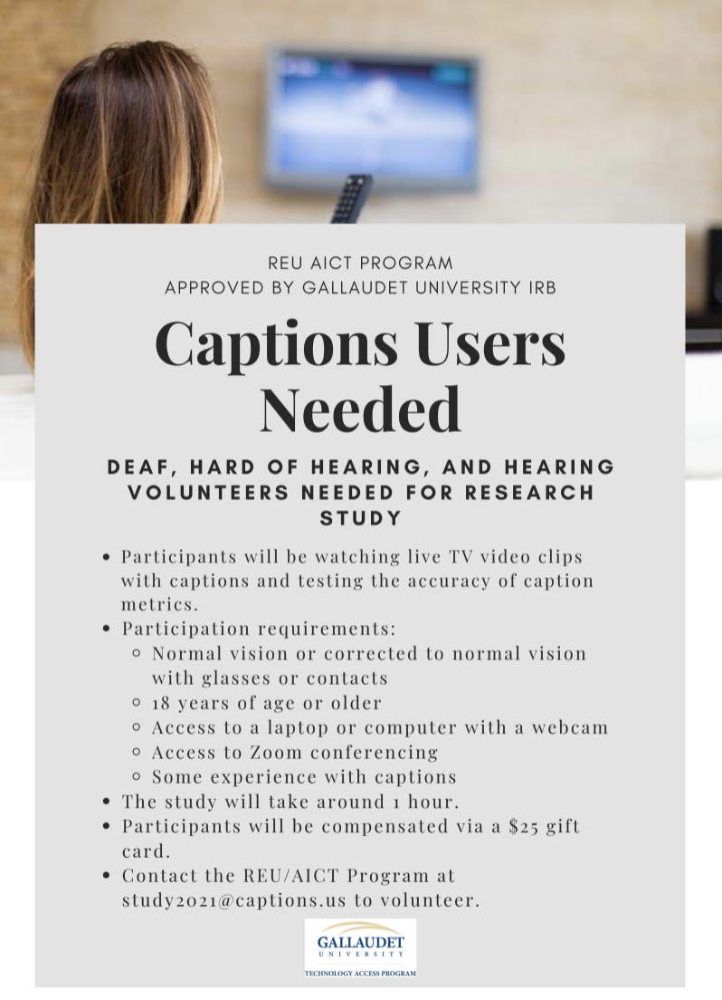 REU AICT PROGRAM
APPROVED BY GALLAUDET UNIVERSITY IRB
Captions Users
Needed
DEAF, HARD OF HEARING, AND HEARING
VOLUNTEERS NEEDED FOR RESEARCH
STUDY
• Participants will be watching live TV video clips
with captions and testing the accuracy of caption
metrics.
• Participation requirements:
◦ Normal vision or corrected to normal vision
with glasses or contacts
◦ 18 years of age or older
◦ Access to a laptop or computer with a webcam
◦ Access to Zoom conferencing
◦ Some experience with captions
• The study will take around 1 hour.
• Participants will be compensated via a $25 gift
card.
• Contact the REU/AICT Program at
study2021@captions.us to volunteer.
GALLAUDET
UNIVERSITY
TECHNOLOGY ACCESS PROGRAM